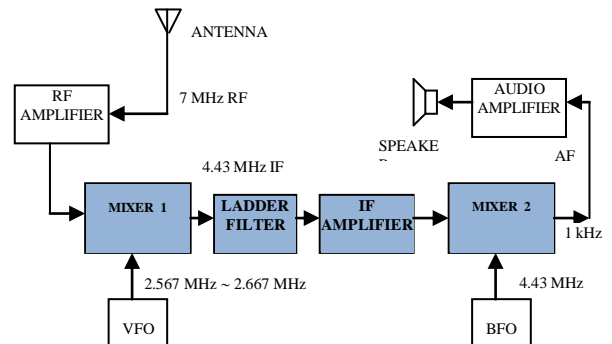 ANTENNA
RF
AMPLIFIER
7 MHz RF
AUDIO
AMPLIFIER
SPEAKE
AF
4.43 MHz IF
MIXER 1
LADDER
FILTER
IF
AMPLIFIER
MIXER 2
1 kHz
2.567 MHz ~ 2.667 MHz
4.43 MHz
VFO
BFO